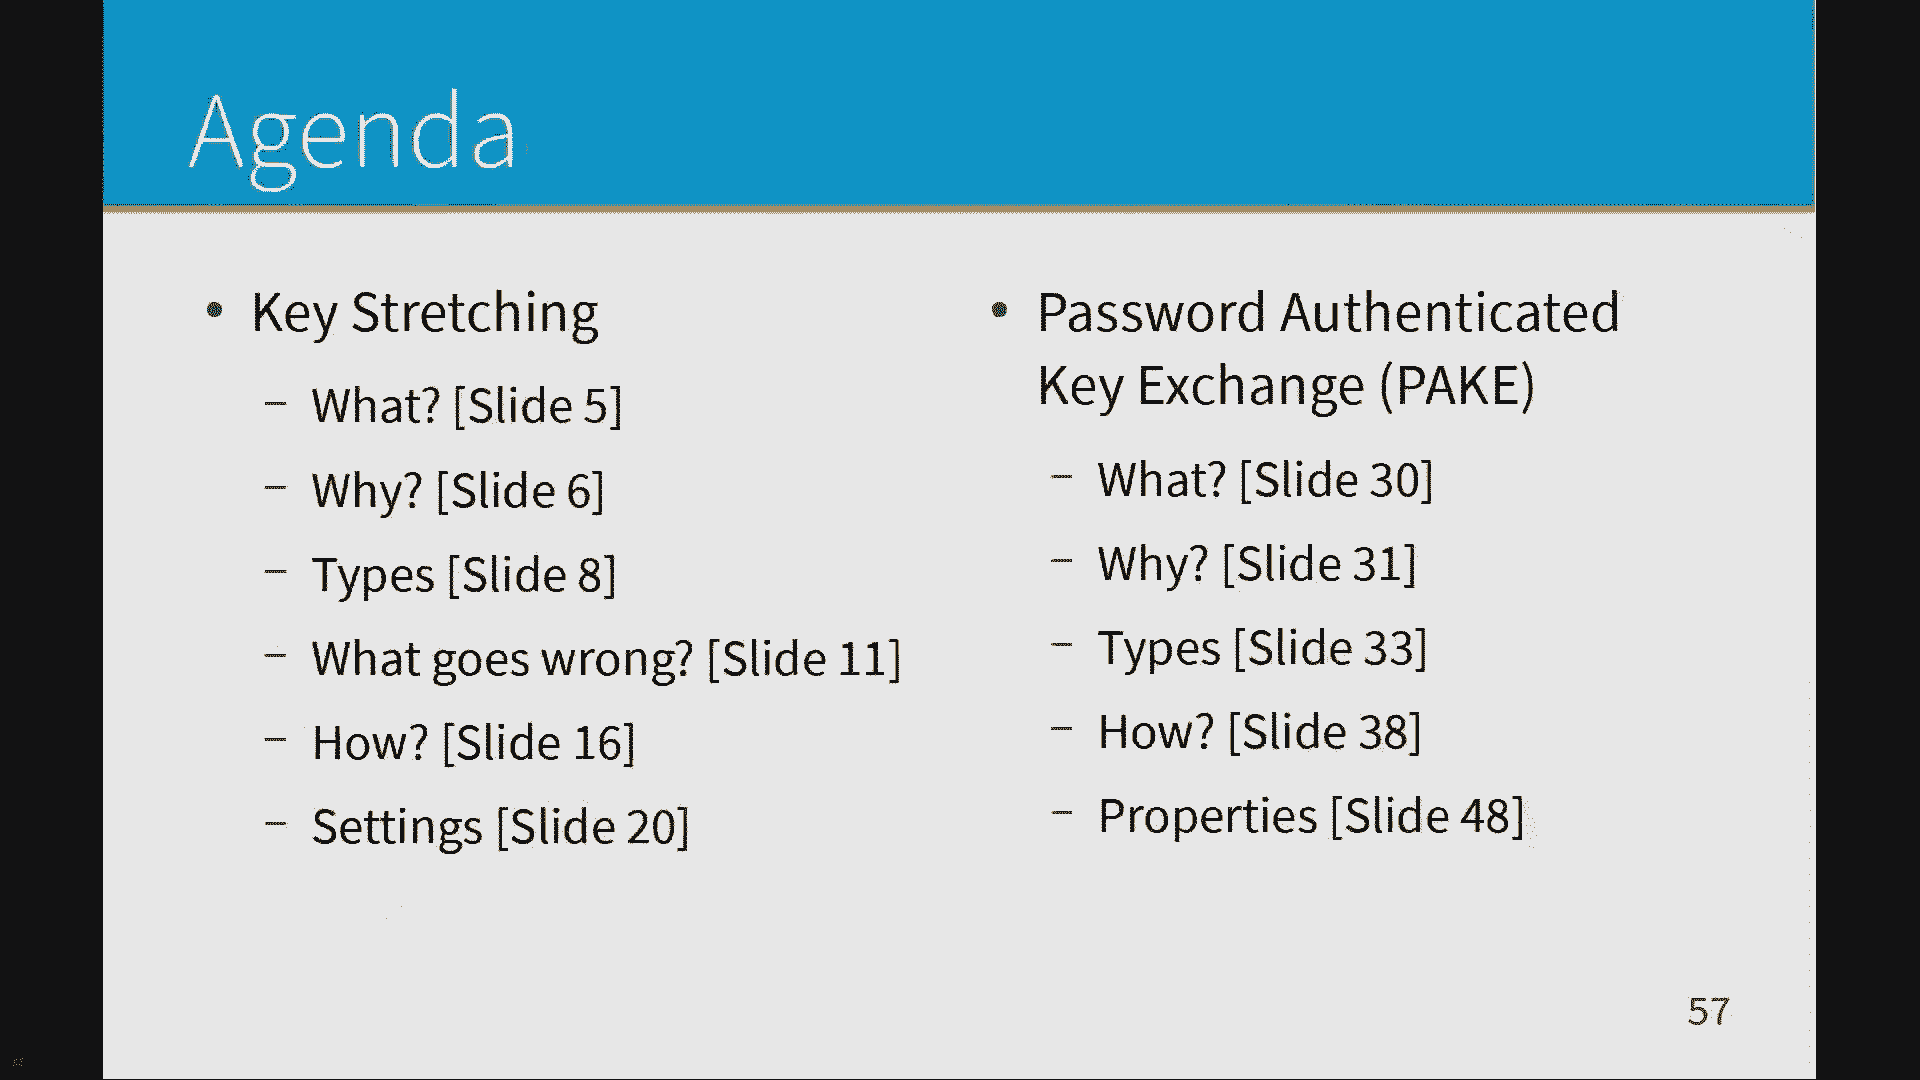 Agenda
• Key Stretching
– What? [Slide 5]
– Why? [Slide 6]
– Types [Slide 8]
– What goes wrong? [Slide 11]
– How? [Slide 16]
– Settings [Slide 20]
• Password Authenticated
Key Exchange (PAKE)
– What? [Slide 30]
– Why? [Slide 31]
– Types [Slide 33]
– How? [Slide 38]
– Properties [Slide 48]
57